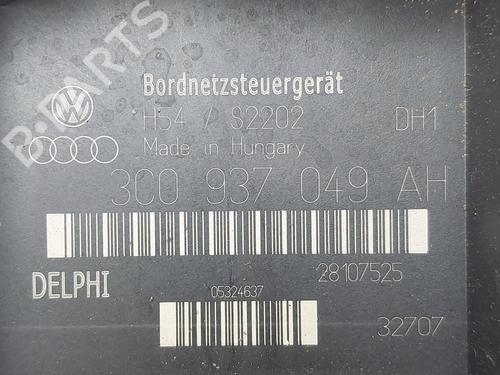 B-PARTS
Bordnetzsteuergerät
H54 / S2202 DH1
Made in Hungary
3C0 937 049 AH
DELPHI 28107525
05324637
32707